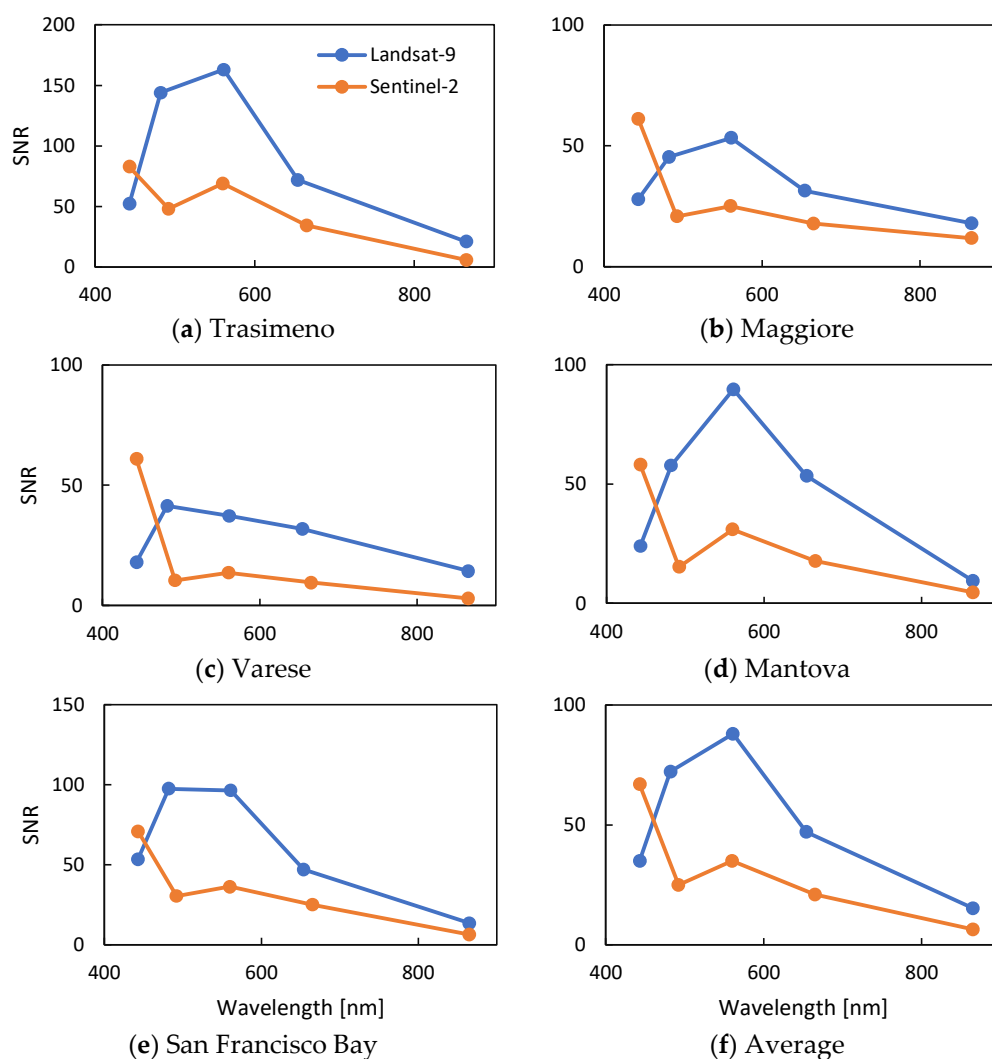 200
150
100
50
0
SNR
Landsat-9
Sentinel-2
400 600 800
(a) Trasimeno
100
50
0
400 600 800
(b) Maggiore
100
50
0
SNR
400 600 800
(c) Varese
100
50
0
400 600 800
(d) Mantova
150
100
50
0
SNR
400 600 800
Wavelength [nm]
(e) San Francisco Bay
100
50
0
400 600 800
Wavelength [nm]
(f) Average